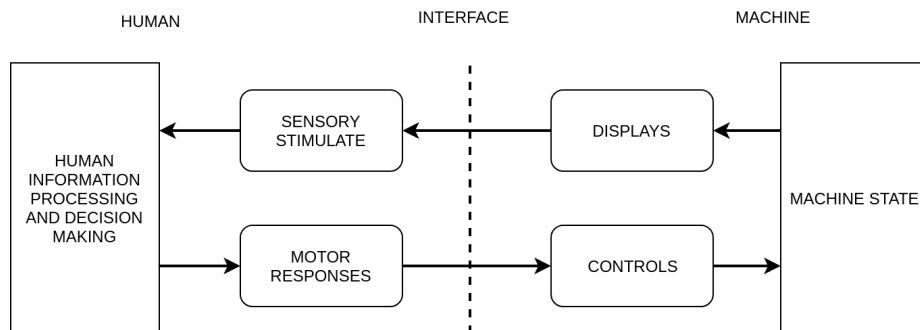 HUMAN
INTERFACE
MACHINE
SENSORY
STIMULATE
DISPLAYS
HUMAN
INFORMATION
PROCESSING
AND DECISION
MAKING
MACHINE STATE
MOTOR
RESPONSES
CONTROLS